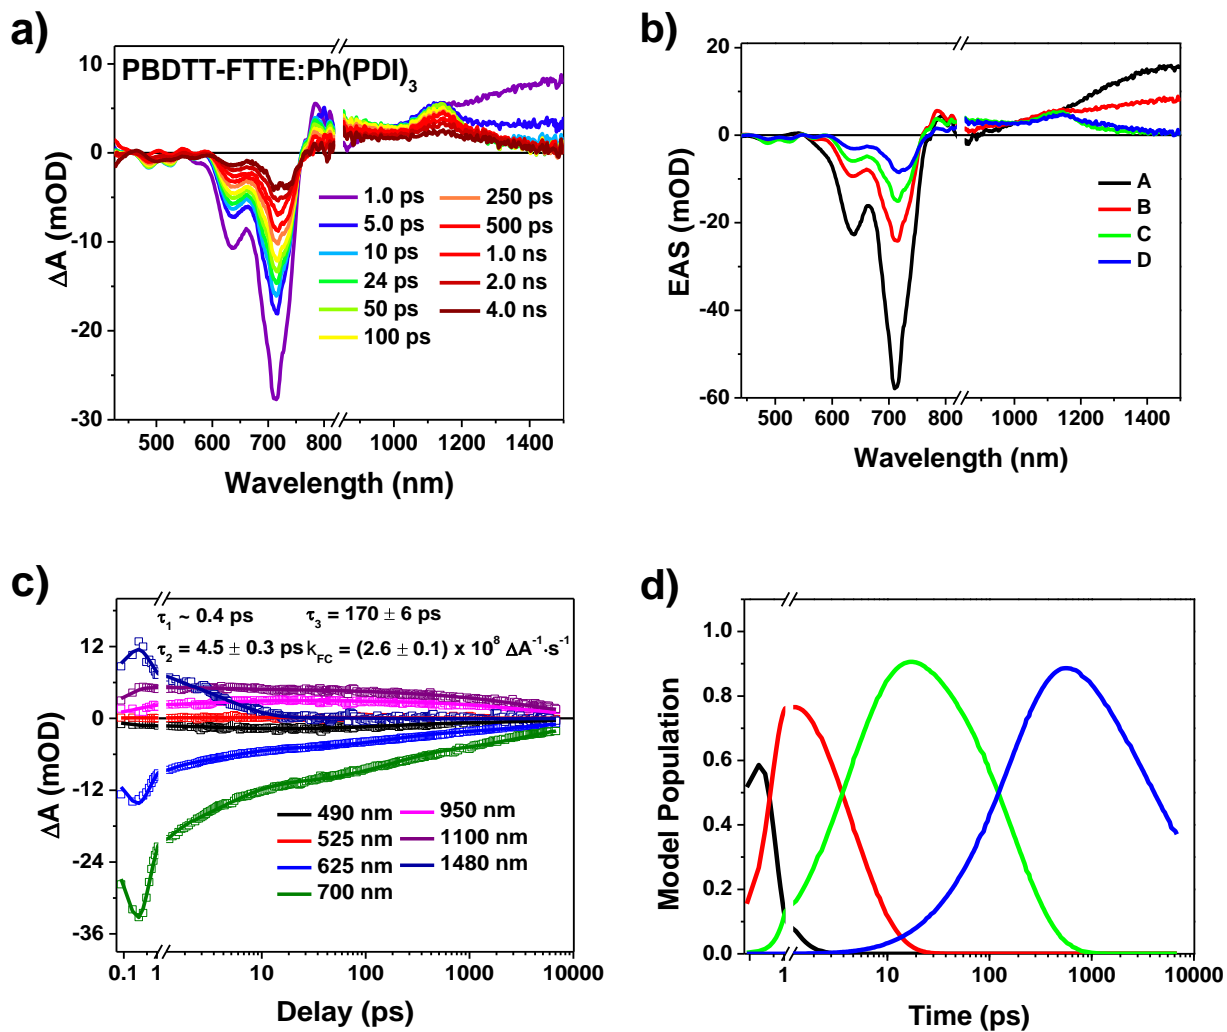 a)
PBDTT-FTTE:Ph(PDI)3
10
0
-10
-20
-30
ΔA (mOD)
1.0 ps
5.0 ps
10 ps
24 ps
50 ps
100 ps
250 ps
500 ps
1.0 ns
2.0 ns
4.0 ns
500 600 700 800 1000 1200 1400
Wavelength (nm)
b)
20
0
-20
-40
-60
EAS (mOD)
A
B
C
D
500 600 700 800 1000 1200 1400
Wavelength (nm)
c)
τ1 ~ 0.4 ps τ3 = 170 ± 6 ps
τ2 = 4.5 ± 0.3 ps kFC = (2.6 ± 0.1) x 10^8 ΔA^-1·s^-1
12
0
-12
-24
-36
ΔA (mOD)
490 nm
525 nm
625 nm
700 nm
950 nm
1100 nm
1480 nm
0.1 1 10 100 1000 10000
Delay (ps)
d)
1.0
0.8
0.6
0.4
0.2
0.0
Model Population
1 10 100 1000 10000
Time (ps)